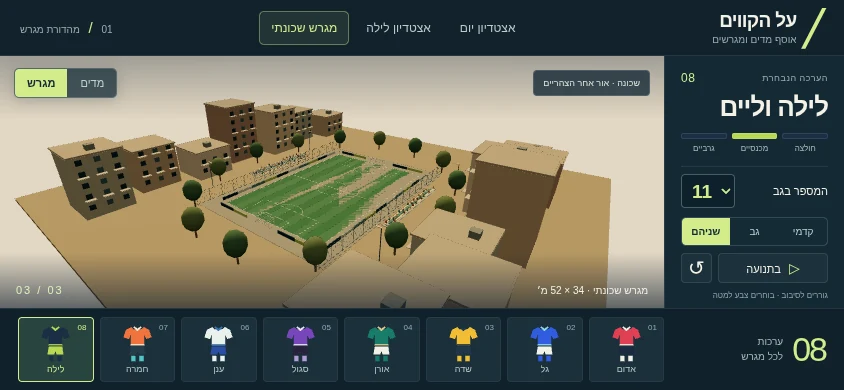 על הקווים
אוסף מדים ומגרשים
אצטדיון יום
אצטדיון לילה
מגרש שכונתי
01 / מהדורת מגרש
הערכה הנבחרת
08
לילה וליים
חולצה
מכנסיים
גרביים
המספר בגב
11
קדמי
גב
שניהם
בתנועה
גוררים לסיבוב · בוחרים צבע למטה
שכונה · אור אחר הצהריים
מדים
מגרש
מגרש שכונתי · 34 × 52 מ׳
03 / 03
08
ערכות
לכל מגרש
01
אדום
02
גל
03
שדה
04
אורן
05
סגול
06
ענן
07
חמרה
08
לילה